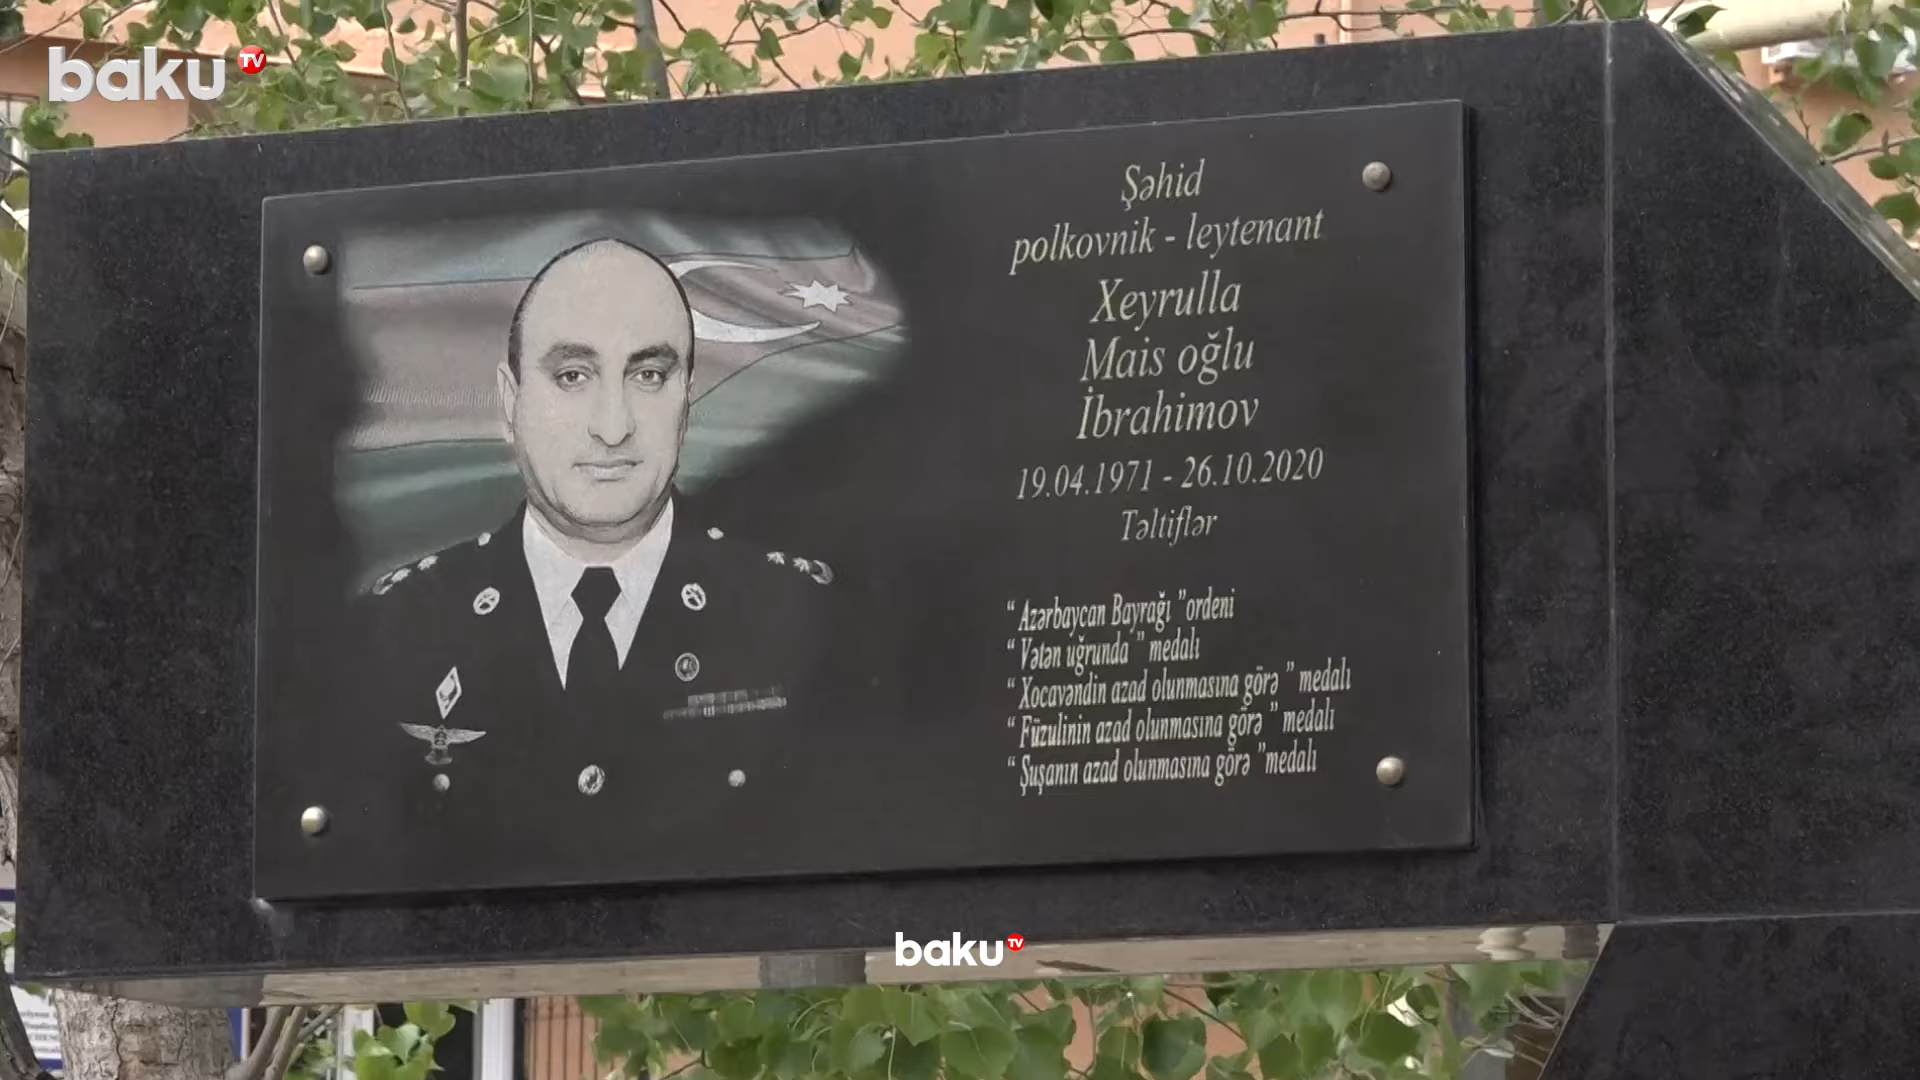 baku TV
Şəhid
polkovnik - leytenant
Xeyrulla
Mais oğlu
İbrahimov
19.04.1971 - 26.10.2020
Təltiflər
“ Azərbaycan Bayrağı ”ordeni
“ Vətən uğrunda ” medalı
“ Xocavəndin azad olunmasına görə ” medalı
“ Füzulinin azad olunmasına görə ” medalı
“ Şuşanın azad olunmasına görə ”medalı
baku TV